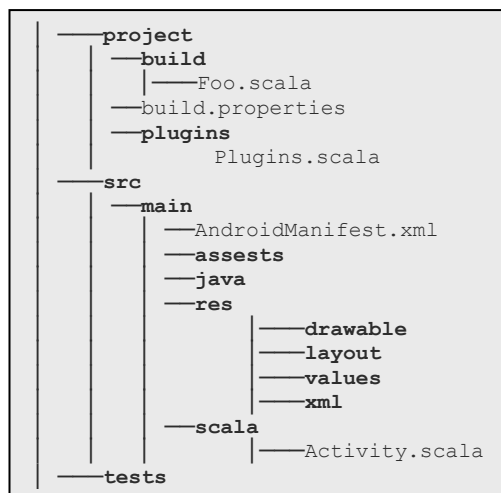 project
build
Foo.scala
build.properties
plugins
Plugins.scala
src
main
AndroidManifest.xml
assests
java
res
drawable
layout
values
xml
scala
Activity.scala
tests